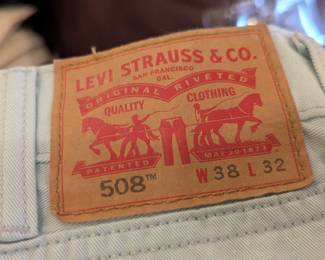 LEVI STRAUSS & CO.
SAN FRANCISCO
CAL.
ORIGINAL RIVETED
QUALITY CLOTHING
PATENTED MAY 20 1873
508™ W 38 L 32